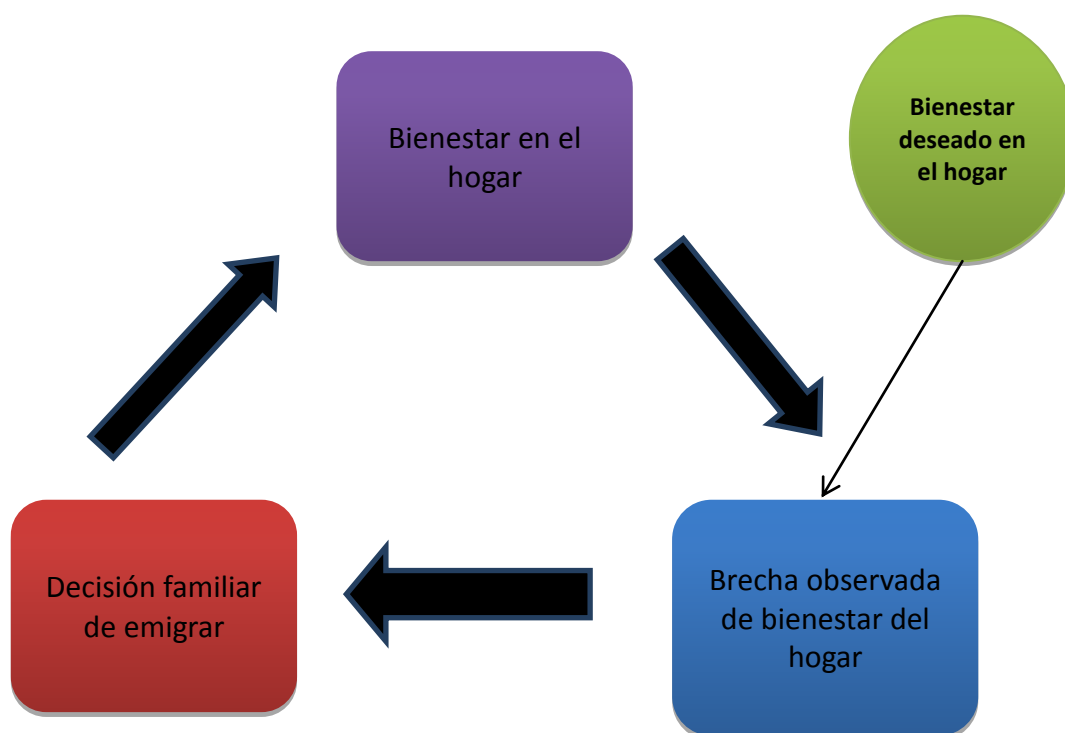 Bienestar en el
hogar
Bienestar
deseado en
el hogar
Decisión familiar
de emigrar
Brecha observada
de bienestar del
hogar